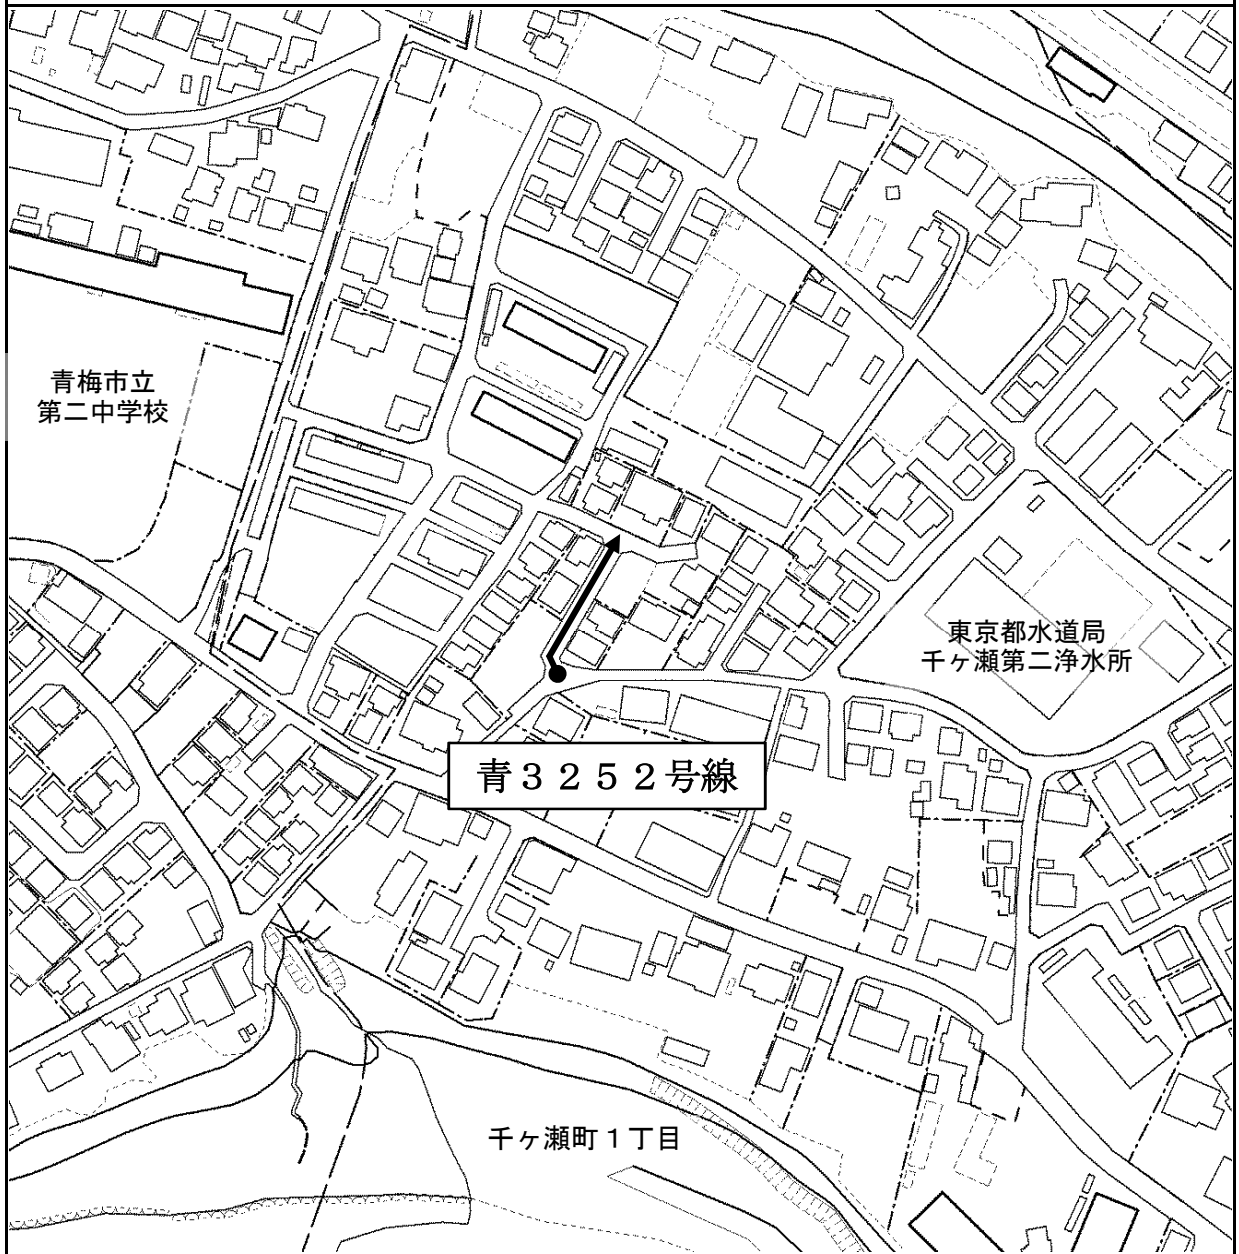 青梅市立
第二中学校
東京都水道局
千ヶ瀬第二浄水所
青３２５２号線
千ヶ瀬町１丁目